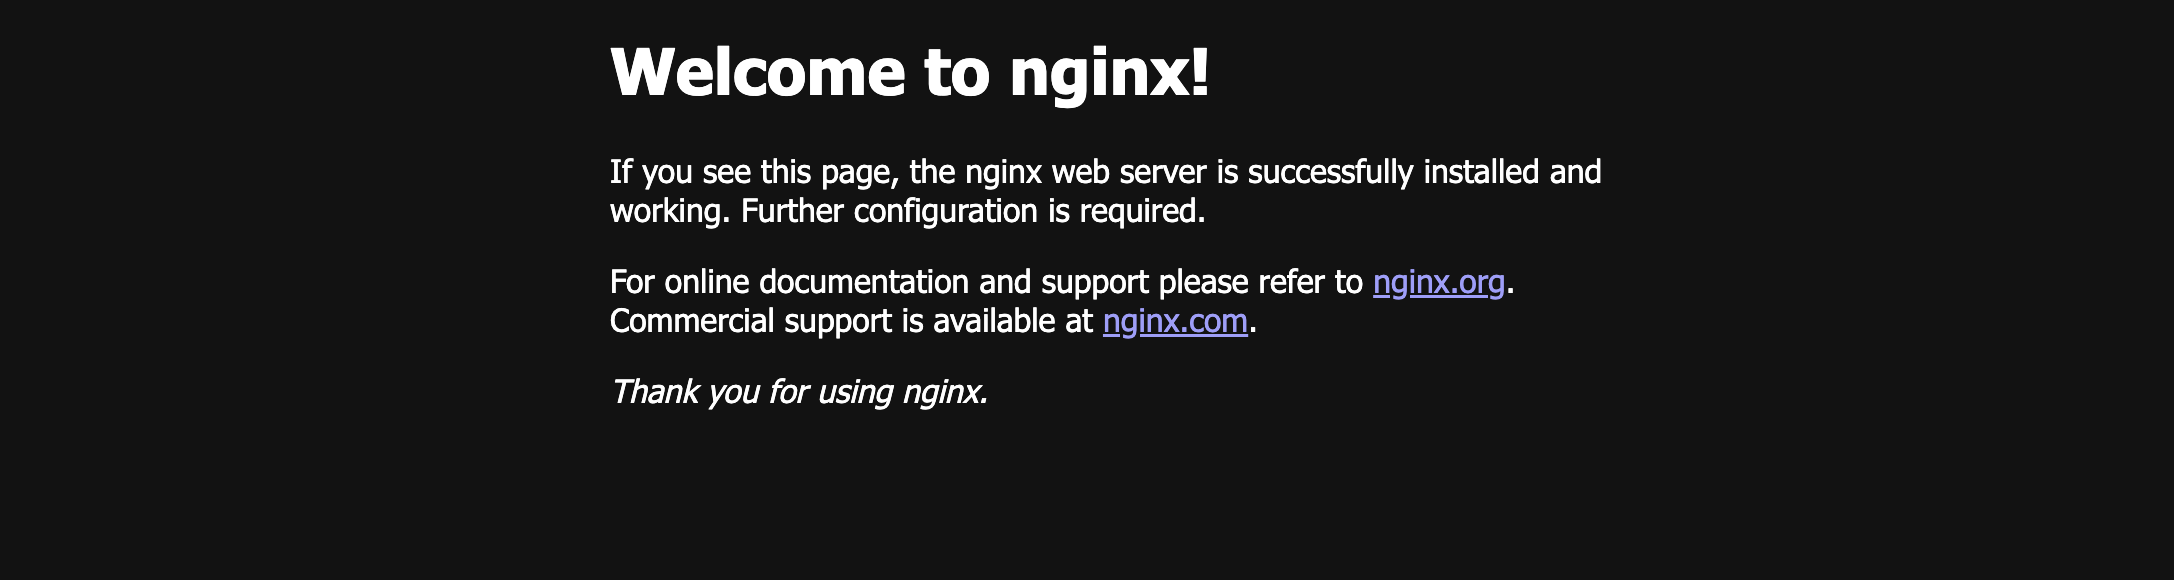 Welcome to nginx!
If you see this page, the nginx web server is successfully installed and
working. Further configuration is required.
For online documentation and support please refer to nginx.org.
Commercial support is available at nginx.com.
Thank you for using nginx.